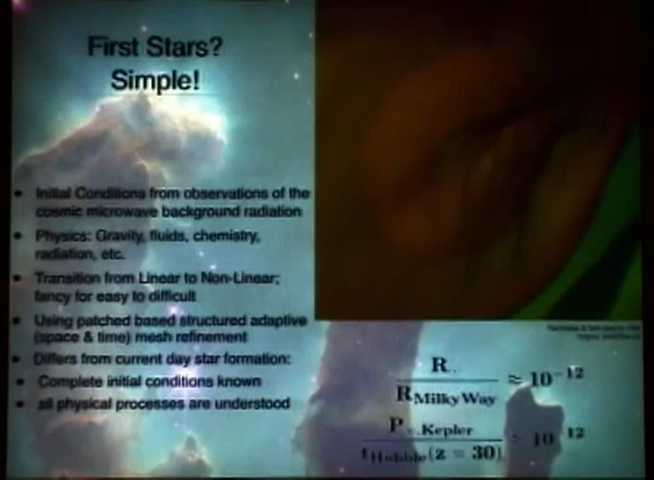 First Stars?
Simple!
• Initial Conditions from observations of the
cosmic microwave background radiation
• Physics: Gravity, fluids, chemistry,
radiation, etc.
• Transition from Linear to Non-Linear;
fancy for easy to difficult
• Using patched based structured adaptive
(space & time) mesh refinement
• Differs from current day star formation:
• Complete initial conditions known
• all physical processes are understood
R
R Milky Way
≈ 10^-12
P Kepler
t Hubble (z = 30)
10^-12